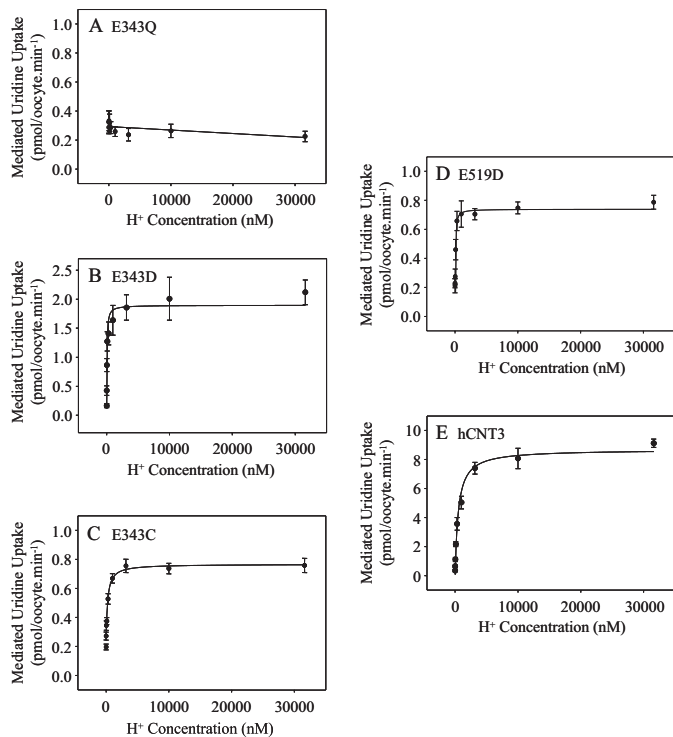 A E343Q
Mediated Uridine Uptake
(pmol/oocyte.min⁻¹)
1.0
0.8
0.6
0.4
0.2
0.0
0 10000 20000 30000
H⁺ Concentration (nM)
B E343D
Mediated Uridine Uptake
(pmol/oocyte.min⁻¹)
2.5
2.0
1.5
1.0
0.5
0.0
0 10000 20000 30000
H⁺ Concentration (nM)
C E343C
Mediated Uridine Uptake
(pmol/oocyte.min⁻¹)
1.0
0.8
0.6
0.4
0.2
0.0
0 10000 20000 30000
H⁺ Concentration (nM)
D E519D
Mediated Uridine Uptake
(pmol/oocyte.min⁻¹)
1.0
0.8
0.6
0.4
0.2
0.0
0 10000 20000 30000
H⁺ Concentration (nM)
E hCNT3
Mediated Uridine Uptake
(pmol/oocyte.min⁻¹)
10
8
6
4
2
0
0 10000 20000 30000
H⁺ Concentration (nM)